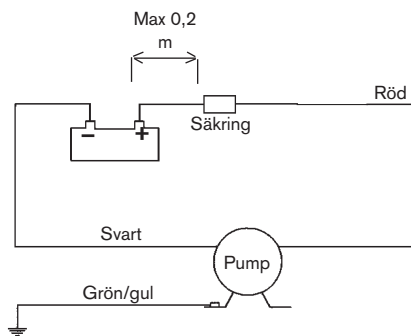 Max 0,2
m
Röd
Säkring
− +
Svart
Pump
Grön/gul